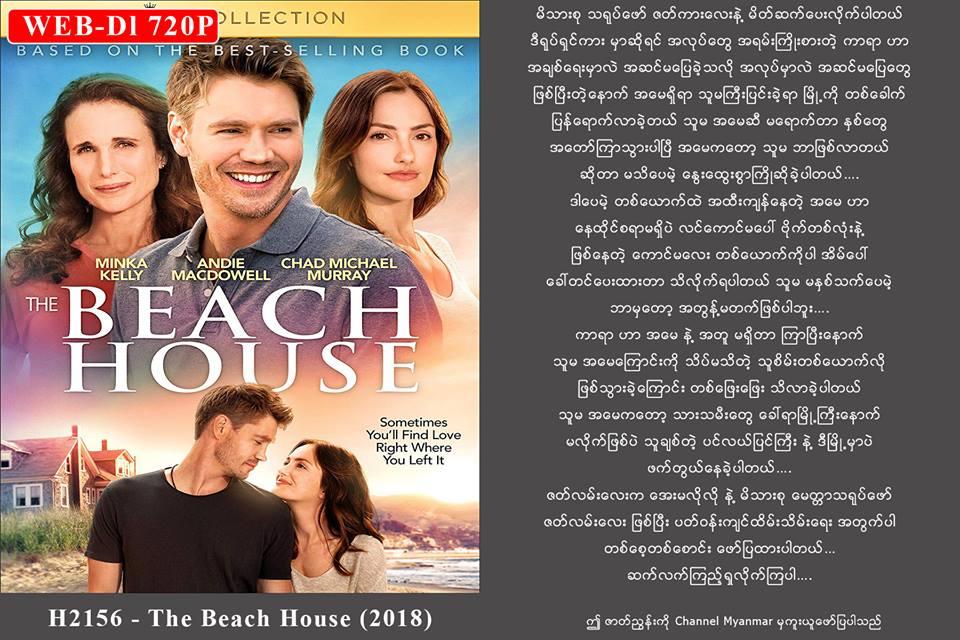 COLLECTION
WEB-Dl 720P
BASED ON THE BEST-SELLING BOOK
MINKA KELLY
ANDIE MACDOWELL
CHAD MICHAEL MURRAY
THE
BEACH
HOUSE
Sometimes
You'll Find Love
Right Where
You Left It
H2156 - The Beach House (2018)
မိသားစု သရုပ်ဖော် ဇတ်ကားလေးနဲ့ မိတ်ဆက်ပေးလိုက်ပါတယ်
ဒီရုပ်ရှင်ကား မှာဆိုရင် အလုပ်တွေ အရမ်းကြိုးစားတဲ့ ကာရာ ဟာ
အချစ်ရေးမှာလဲ အဆင်မပြေခဲ့သလို အလုပ်မှာလဲ အဆင်မပြေတွေ
ဖြစ်ပြီးတဲ့နောက် အမေရှိရာ သူမကြီးပြင်းခဲ့ရာ မြို့ကို တစ်ခေါက်
ပြန်ရောက်လာခဲ့တယ် သူမ အမေဆီ မရောက်တာ နှစ်တွေ
အတော်ကြာသွားပါပြီ အမေကတော့ သူမ ဘာဖြစ်လာတယ်
ဆိုတာ မသိပေမဲ့ နွေးထွေးစွာကြိုဆိုခဲ့ပါတယ်....
ဒါပေမဲ့ တစ်ယောက်ထဲ အထီးကျန်နေတဲ့ အမေ ဟာ
နေထိုင်စရာမရှိပဲ လင်ကောင်မပေါ် ဗိုက်တစ်လုံးနဲ့
ဖြစ်နေတဲ့ ကောင်မလေး တစ်ယောက်ကိုပါ အိမ်ပေါ်
ခေါ်တင်ပေးထားတာ သိလိုက်ရပါတယ် သူမ မနှစ်သက်ပေမဲ့
ဘာမှတော့ အတွန့်မတက်ဖြစ်ပါဘူး....
ကာရာ ဟာ အမေ နဲ့ အတူ မရှိတာ ကြာပြီးနောက်
သူမ အမေကြောင်းကို သိပ်မသိတဲ့ သူစိမ်းတစ်ယောက်လို
ဖြစ်သွားခဲ့ကြောင်း တစ်ဖြေးဖြေး သိလာခဲ့ပါတယ်
သူမ အမေကတော့ သားသမီးတွေ ခေါ်ရာမြို့ကြီးနောက်
မလိုက်ဖြစ်ပဲ သူချစ်တဲ့ ပင်လယ်ပြင်ကြီး နဲ့ ဒီမြို့မှာပဲ
ဖက်တွယ်နေခဲ့ပါတယ်....
ဇတ်လမ်းလေးက အေးမလိုလို နဲ့ မိသားစု မေတ္တာသရုပ်ဖော်
ဇတ်လမ်းလေး ဖြစ်ပြီး ပတ်ဝန်းကျင်ထိမ်းသိမ်းရေး အတွက်ပါ
တစ်စေ့တစ်စောင်း ဖော်ပြထားပါတယ်...
ဆက်လက်ကြည့်ရှုလိုက်ကြပါ....
ဤ ဇာတ်ညွှန်းကို Channel Myanmar မှကူးယူဖော်ပြပါသည်